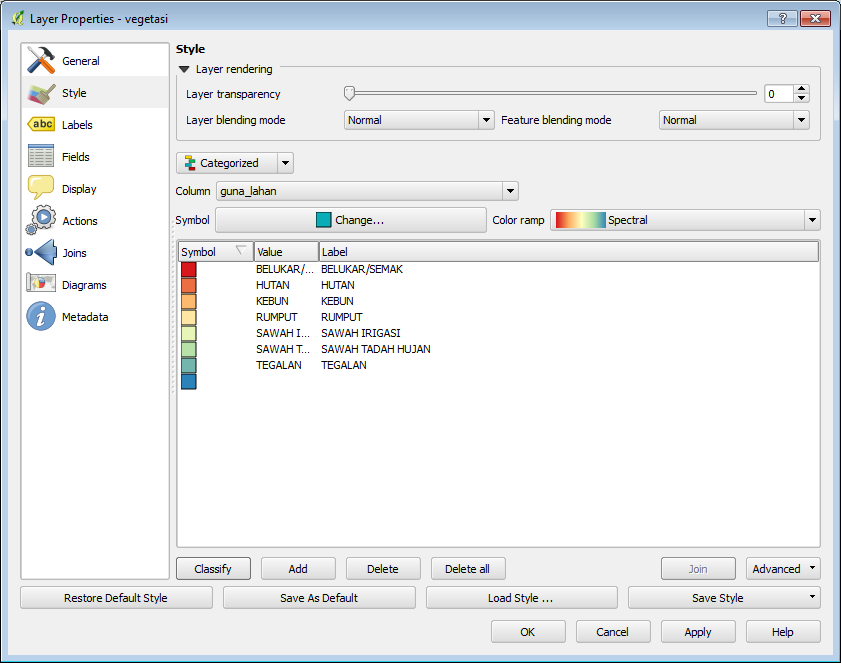 Layer Properties - vegetasi
General
Style
Labels
Fields
Display
Actions
Joins
Diagrams
Metadata
abc
Style
Layer rendering
Layer transparency 0
Layer blending mode Normal Feature blending mode Normal
Categorized
Column guna_lahan
Symbol Change... Color ramp Spectral
Symbol Value Label
BELUKAR/... BELUKAR/SEMAK
HUTAN HUTAN
KEBUN KEBUN
RUMPUT RUMPUT
SAWAH I... SAWAH IRIGASI
SAWAH T... SAWAH TADAH HUJAN
TEGALAN TEGALAN
Classify Add Delete Delete all Join Advanced
Restore Default Style Save As Default Load Style ... Save Style
OK Cancel Apply Help